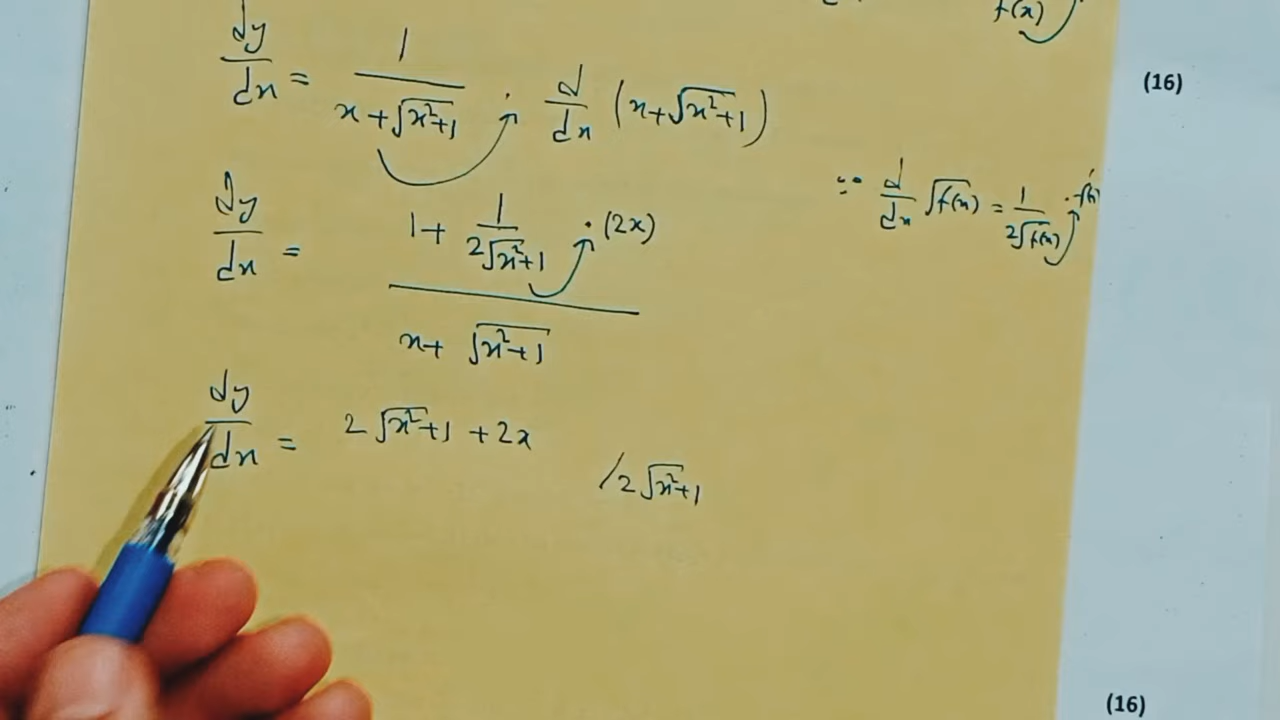 f(x)
(16)
dy/dx = 1/(x+√(x²+1)) · d/dx (x+√(x²+1))
∵ d/dx √f(x) = 1/(2√f(x)) · f'(x)
dy/dx = (1+ 1/(2√(x²+1)) · (2x))/(x+ √(x²+1))
dy/dx = 2√(x²+1) + 2x /2√(x²+1)
(16)